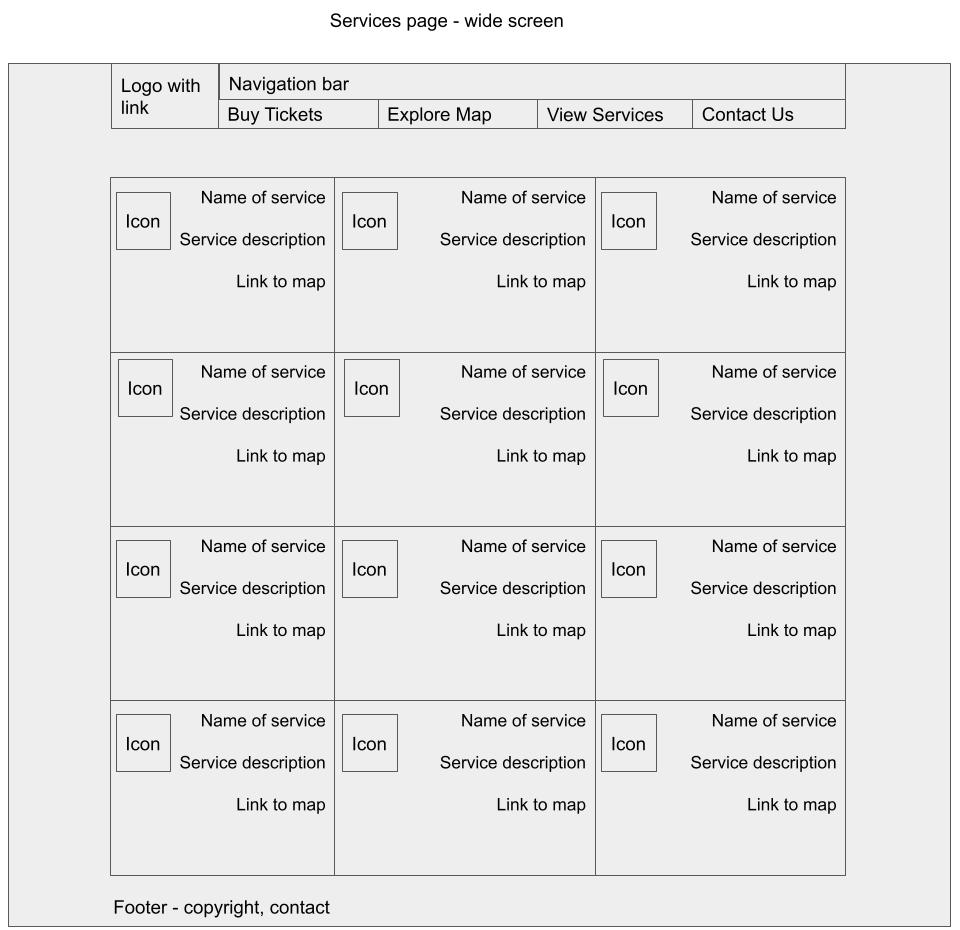 Services page - wide screen
Logo with
link
Navigation bar
Buy Tickets
Explore Map
View Services
Contact Us
Icon
Name of service
Service description
Link to map
Icon
Name of service
Service description
Link to map
Icon
Name of service
Service description
Link to map
Icon
Name of service
Service description
Link to map
Icon
Name of service
Service description
Link to map
Icon
Name of service
Service description
Link to map
Icon
Name of service
Service description
Link to map
Icon
Name of service
Service description
Link to map
Icon
Name of service
Service description
Link to map
Icon
Name of service
Service description
Link to map
Icon
Name of service
Service description
Link to map
Icon
Name of service
Service description
Link to map
Footer - copyright, contact